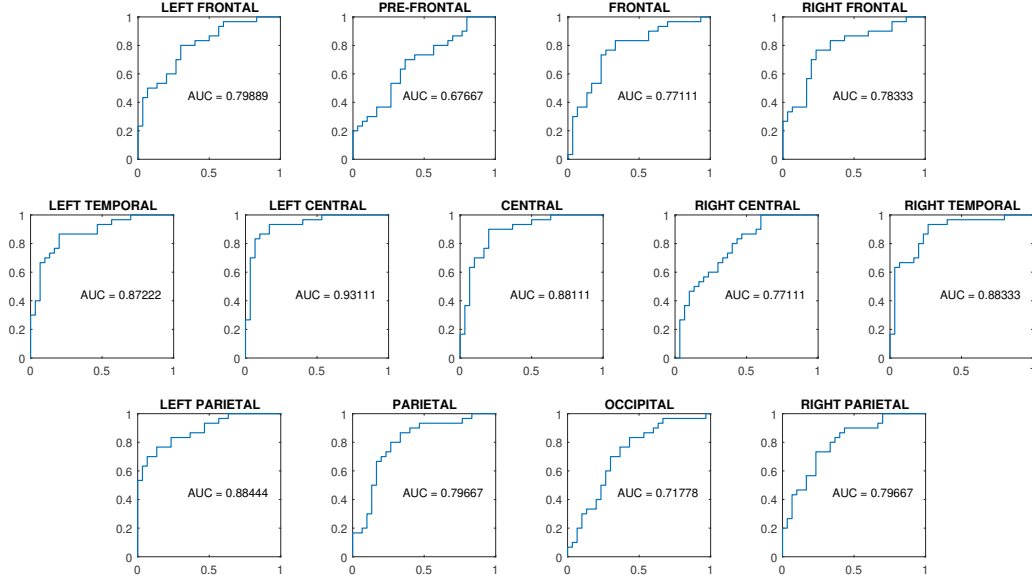 LEFT FRONTAL PRE-FRONTAL FRONTAL RIGHT FRONTAL
1 1 1 1
0.8 0.8 0.8 0.8
0.6 0.6 0.6 0.6
AUC = 0.79889 AUC = 0.67667 AUC = 0.77111 AUC = 0.78333
0.4 0.4 0.4 0.4
0.2 0.2 0.2 0.2
0 0 0 0
0 0.5 1 0 0.5 1 0 0.5 1 0 0.5 1
LEFT TEMPORAL LEFT CENTRAL CENTRAL RIGHT CENTRAL RIGHT TEMPORAL
1 1 1 1 1
0.8 0.8 0.8 0.8 0.8
0.6 0.6 0.6 0.6 0.6
AUC = 0.87222 AUC = 0.93111 AUC = 0.88111 AUC = 0.77111 AUC = 0.88333
0.4 0.4 0.4 0.4 0.4
0.2 0.2 0.2 0.2 0.2
0 0 0 0 0
0 0.5 1 0 0.5 1 0 0.5 1 0 0.5 1 0 0.5 1
LEFT PARIETAL PARIETAL OCCIPITAL RIGHT PARIETAL
1 1 1 1
0.8 0.8 0.8 0.8
0.6 0.6 0.6 0.6
AUC = 0.88444 AUC = 0.79667 AUC = 0.71778 AUC = 0.79667
0.4 0.4 0.4 0.4
0.2 0.2 0.2 0.2
0 0 0 0
0 0.5 1 0 0.5 1 0 0.5 1 0 0.5 1